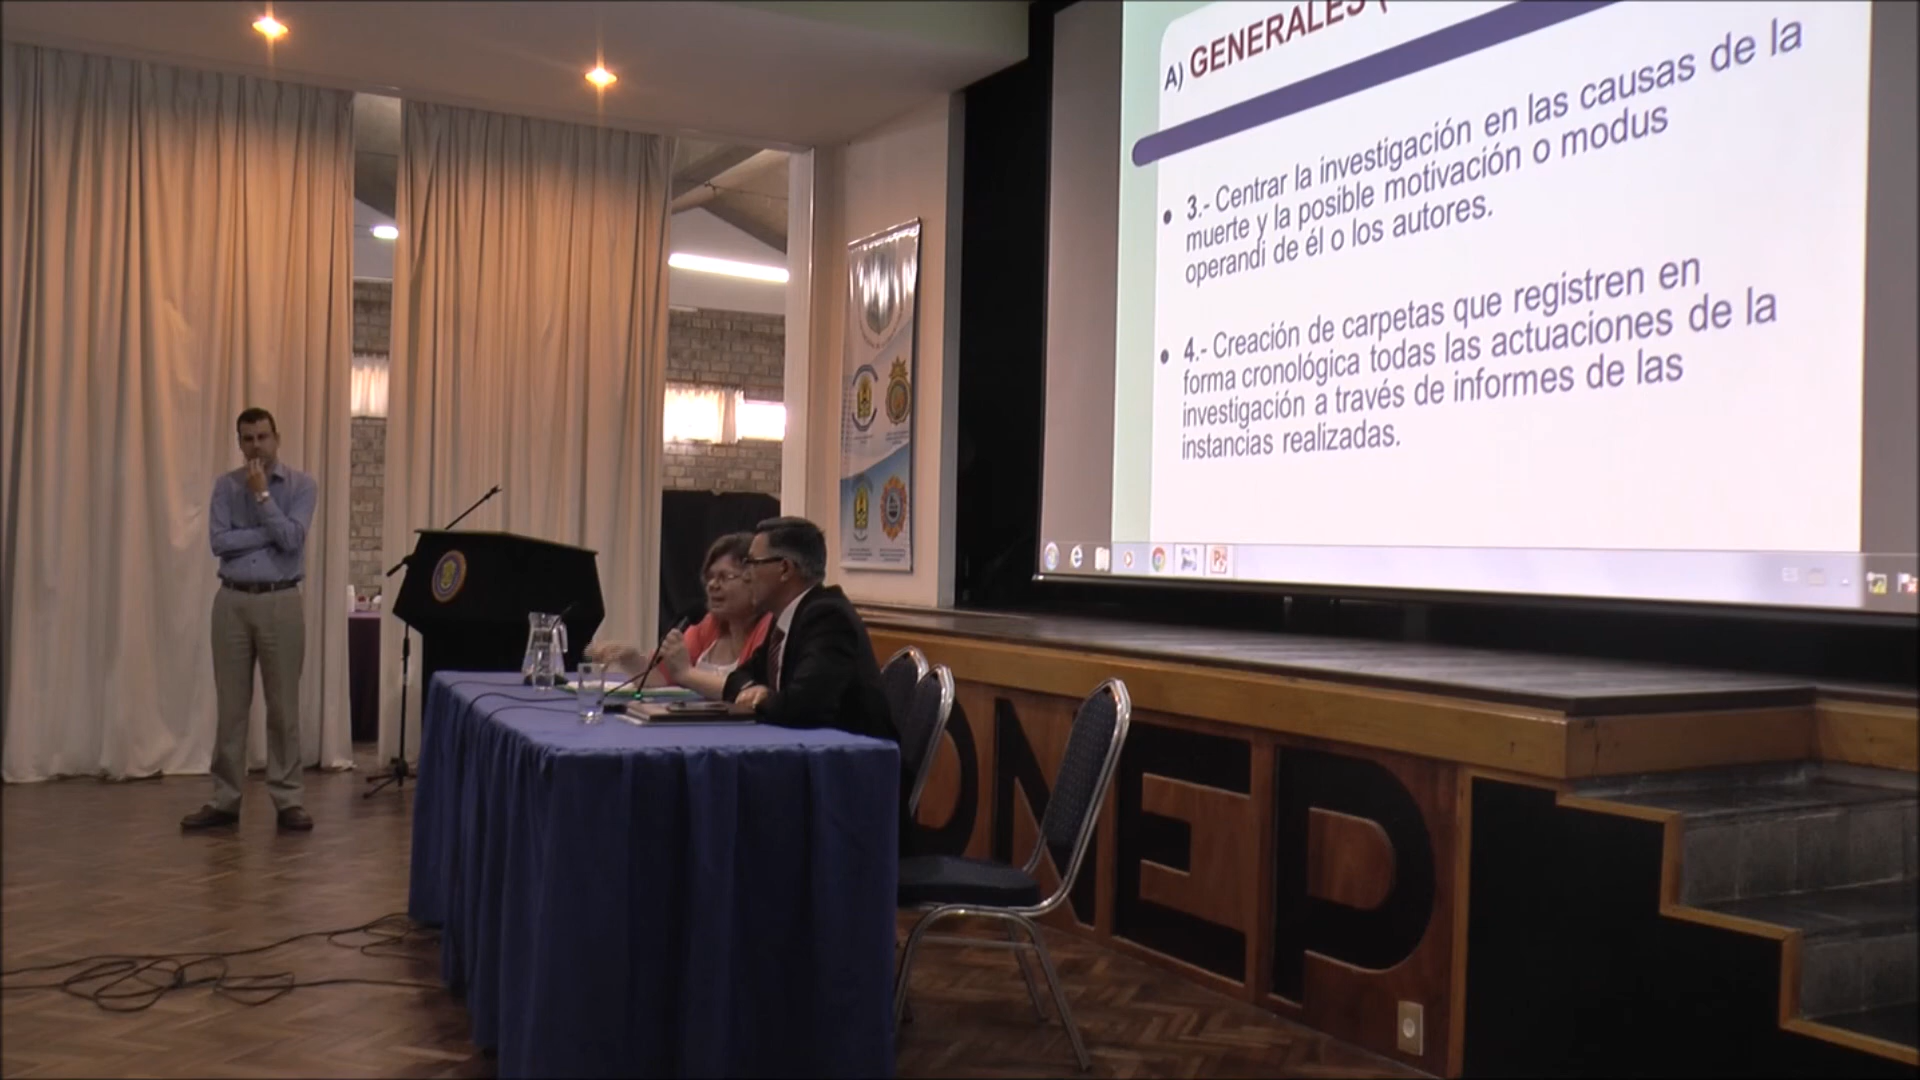 A) GENERALES (
• 3.- Centrar la investigación en las causas de la
muerte y la posible motivación o modus
operandi de él o los autores.
• 4.- Creación de carpetas que registren en
forma cronológica todas las actuaciones de la
investigación a través de informes de las
instancias realizadas.
ONEP